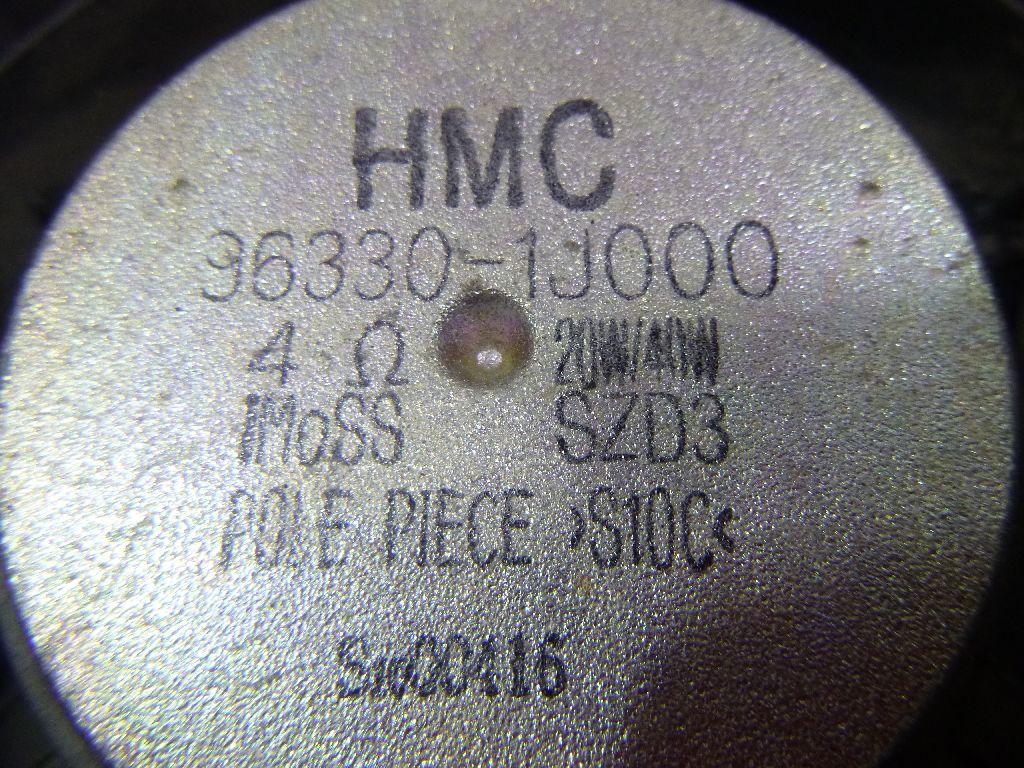 HMC
96330-1J000
4 Ω 20W/40W
iMoSS SZD3
POLE PIECE >S10C<